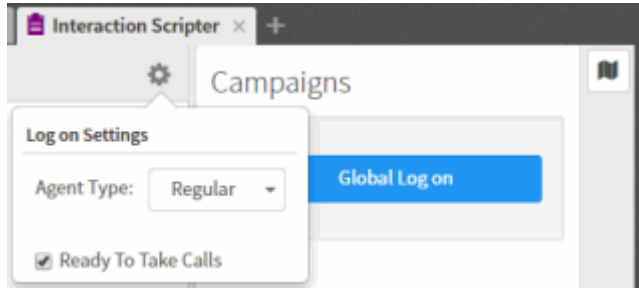 Interaction Scripter × +
Campaigns
Log on Settings
Agent Type: Regular
Global Log on
Ready To Take Calls